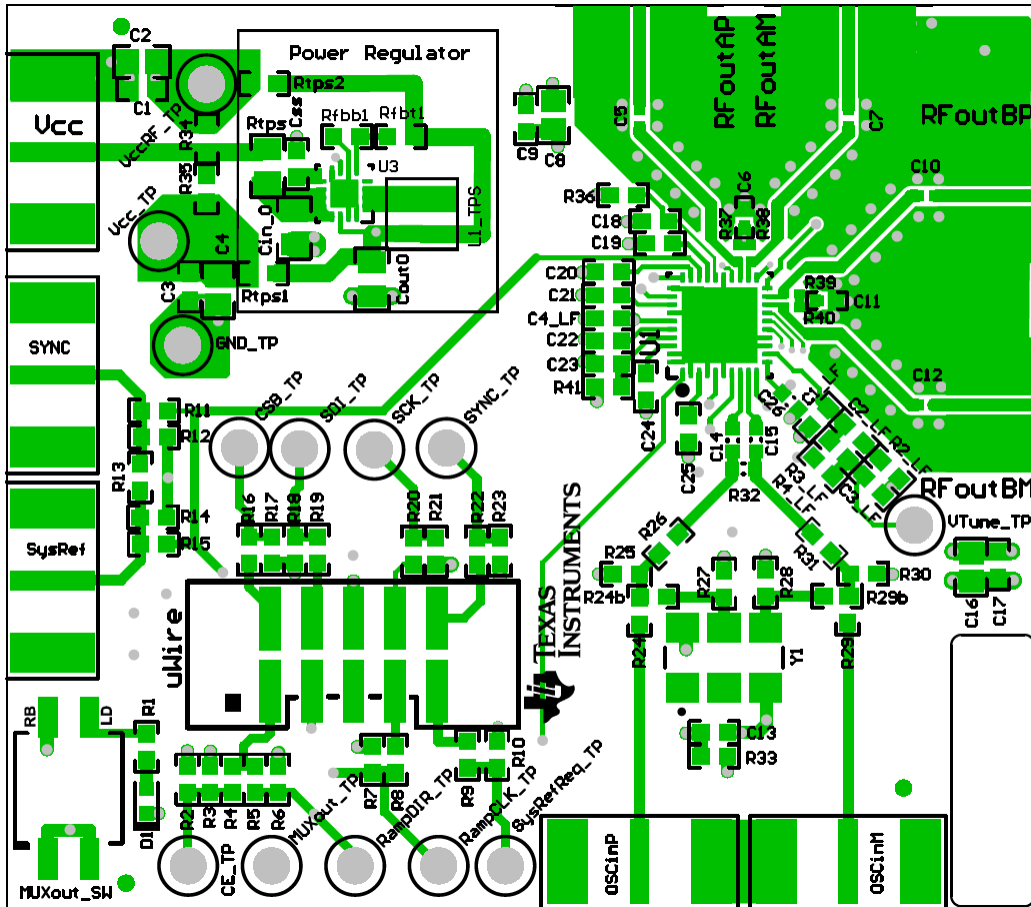 C2
C1
Vcc
VccRF_TP
R34
R35
Vcc_TP
C4
C3
GND_TP
Power Regulator
Rtps2
Rtps
Css
Rfbb1
Rfbt1
U3
Cin_0
L1_TPS
Rtps1
Cout0
C9
C8
C5
RFoutAP
RFoutAM
C7
RFoutBP
C10
C6
R37
R38
R36
C18
C19
C20
C21
C4_LF
C22
C23
R41
U1
R39
R40
C11
C12
SYNC
SysRef
R11
R12
R13
R14
R15
CSB_TP
SDI_TP
SCK_TP
SYNC_TP
C24
C25
C14
C15
C26
C1_LF
C2_LF
R2_LF
R3_LF
C3_LF
R4_LF
RFoutBM
VTune_TP
R16
R17
R18
R19
R20
R21
R22
R23
R32
R26
R25
R24b
R24
R27
R28
R31
R30
R29b
R29
C16
C17
uWire
TEXAS
INSTRUMENTS
Y1
C13
R33
RB
LD
R1
D1
MUXout_SW
R2
R3
R4
R5
R6
R7
R8
R9
R10
CE_TP
MUXout_TP
RampDIR_TP
RampCLK_TP
SysRefReq_TP
OSCinP
OSCinM